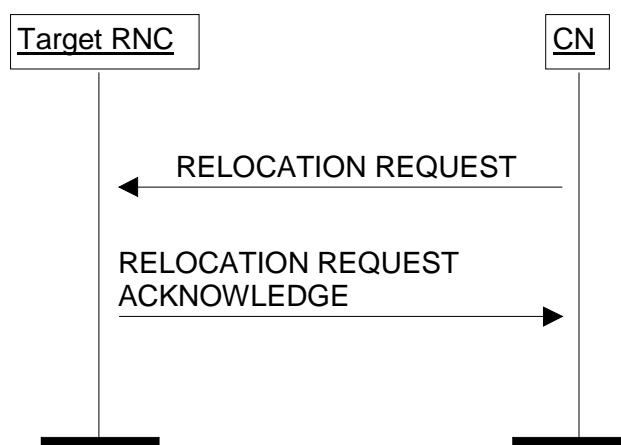 Target RNC
CN
RELOCATION REQUEST
RELOCATION REQUEST
ACKNOWLEDGE